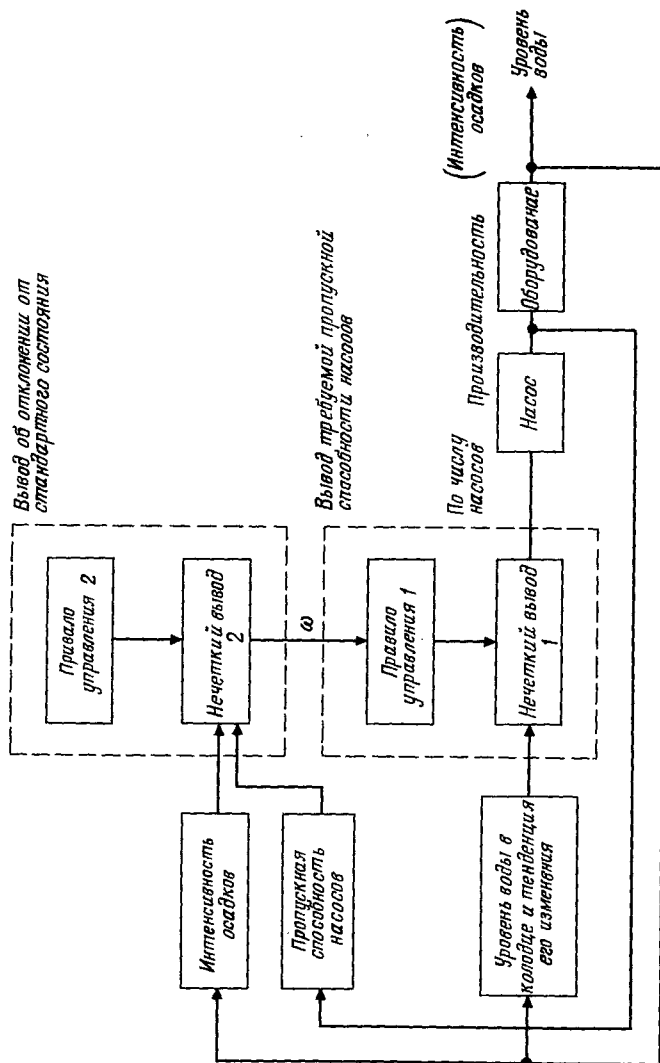 Вывод об отклонении от
стандартного состояния
Привало
управления 2
Нечеткий вывод
2
Интенсивность
осадков
Пропускная
способность
насосов
ω
Вывод требуемой пропускной
способности насосов
Правило
управления 1
Нечеткий вывод
1
Уровень воды в
колодце и тенденция
его изменения
По числу
насосов
Насос
Производительность
Оборудование
(Интенсивность
осадков)
Уровень
воды